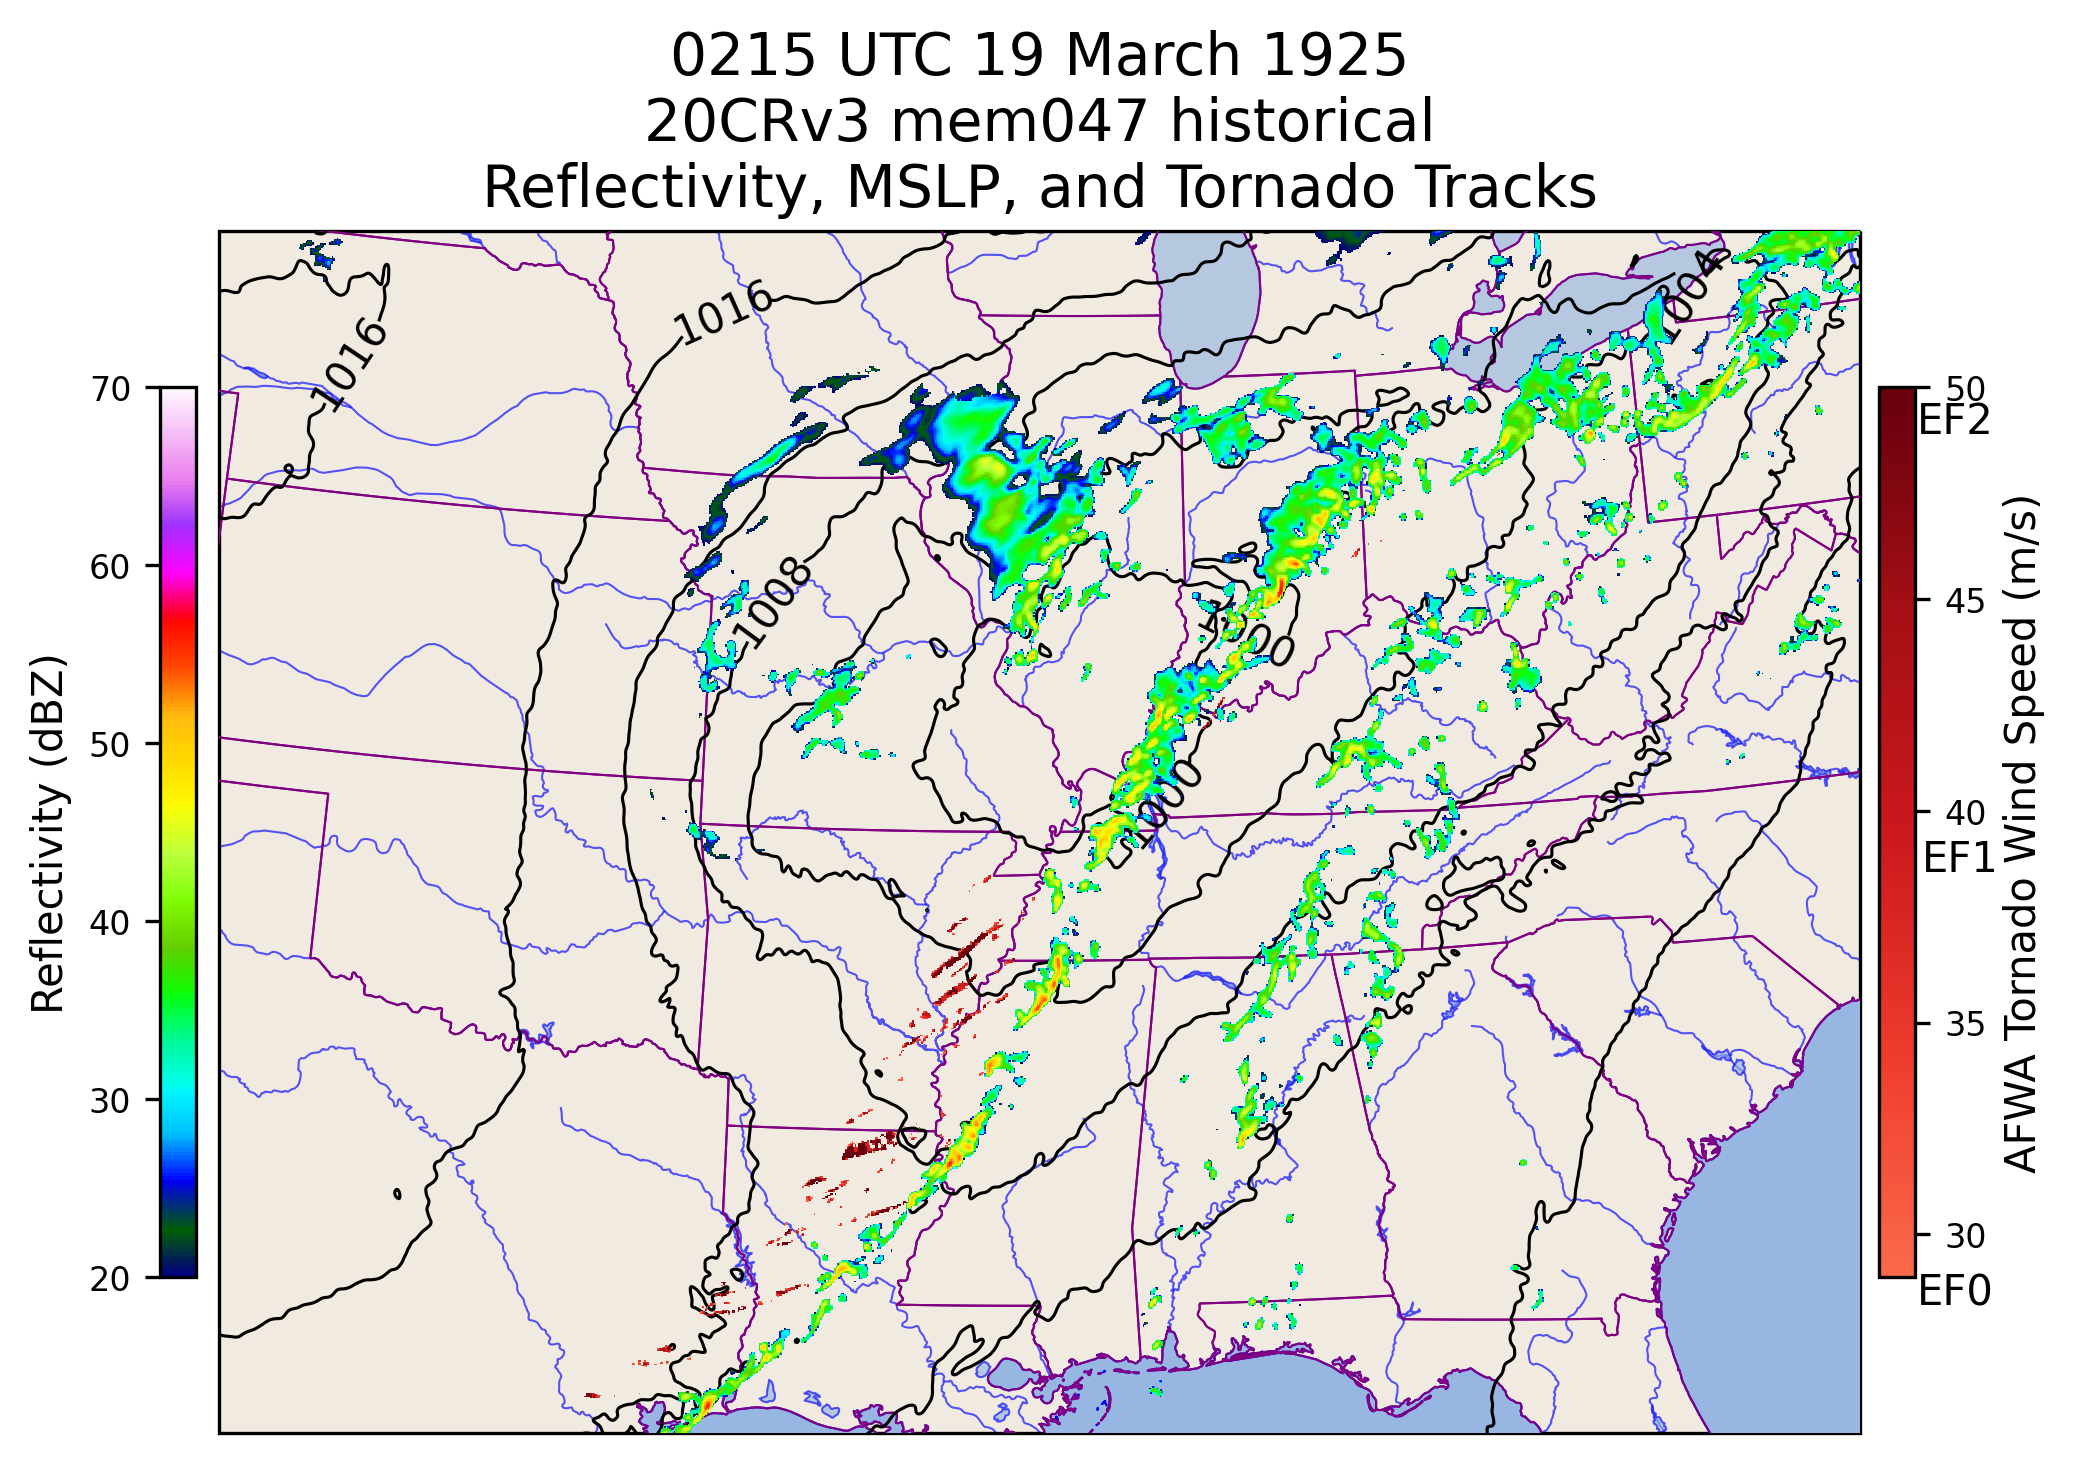 0215 UTC 19 March 1925
20CRv3 mem047 historical
Reflectivity, MSLP, and Tornado Tracks
1016
1016
1004
1008
1000
1000
70
60
50
40
30
20
Reflectivity (dBZ)
50
EF2
45
40
EF1
35
30
EF0
AFWA Tornado Wind Speed (m/s)